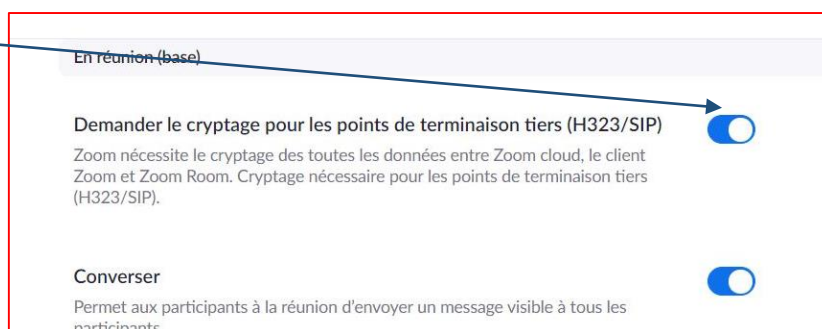 En réunion (base)
Demander le cryptage pour les points de terminaison tiers (H323/SIP)
Zoom nécessite le cryptage des toutes les données entre Zoom cloud, le client
Zoom et Zoom Room. Cryptage nécessaire pour les points de terminaison tiers
(H323/SIP).
Converser
Permet aux participants à la réunion d'envoyer un message visible à tous les
participants